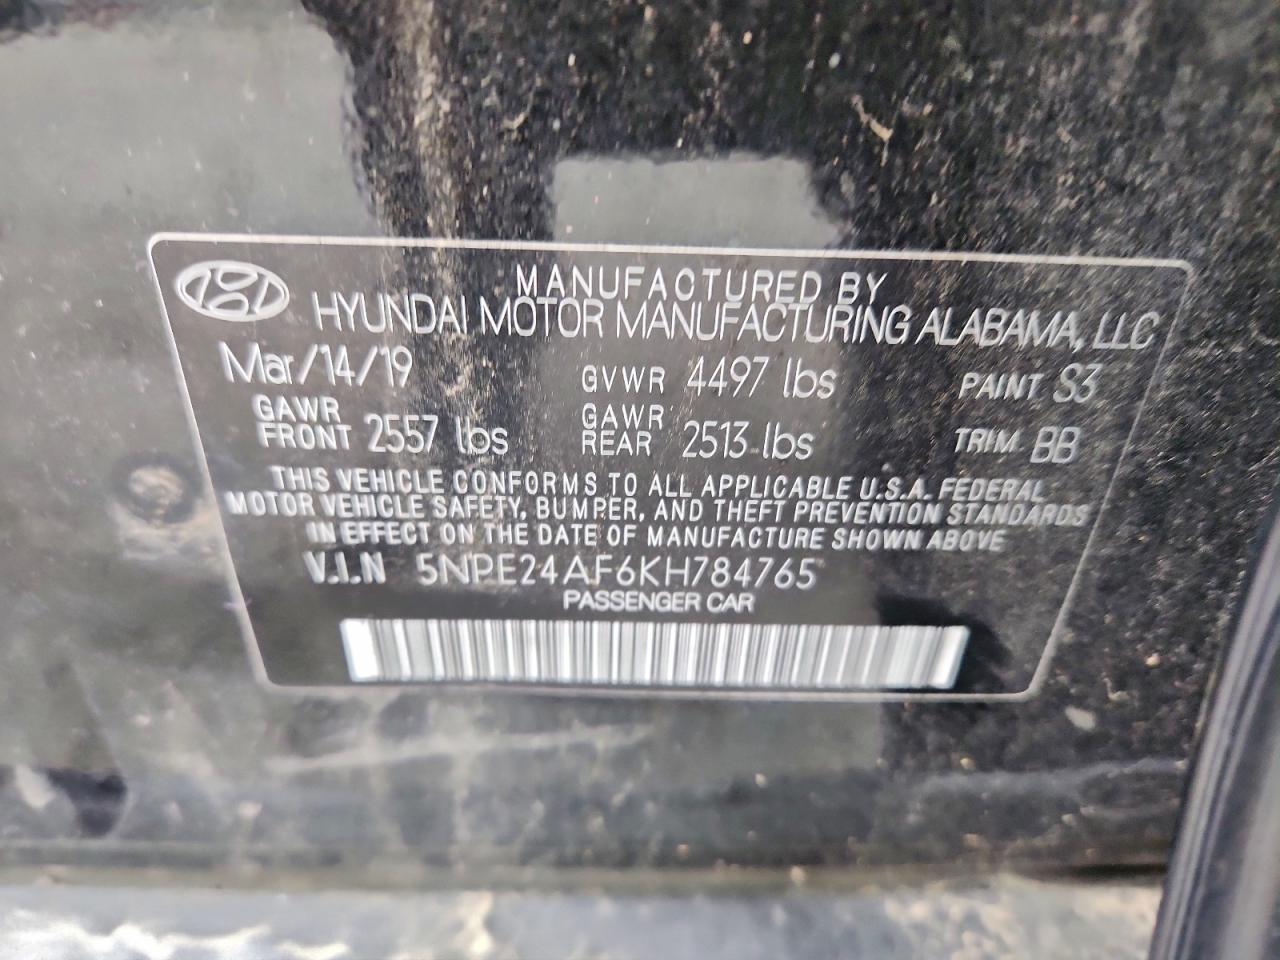 MANUFACTURED BY
HYUNDAI MOTOR MANUFACTURING ALABAMA, LLC
Mar/14/19 GVWR 4497 lbs PAINT S3
GAWR FRONT 2557 lbs GAWR REAR 2513 lbs TRIM BB
THIS VEHICLE CONFORMS TO ALL APPLICABLE U.S.A. FEDERAL
MOTOR VEHICLE SAFETY, BUMPER, AND THEFT PREVENTION STANDARDS
IN EFFECT ON THE DATE OF MANUFACTURE SHOWN ABOVE
V.I.N 5NPE24AF6KH784765
PASSENGER CAR